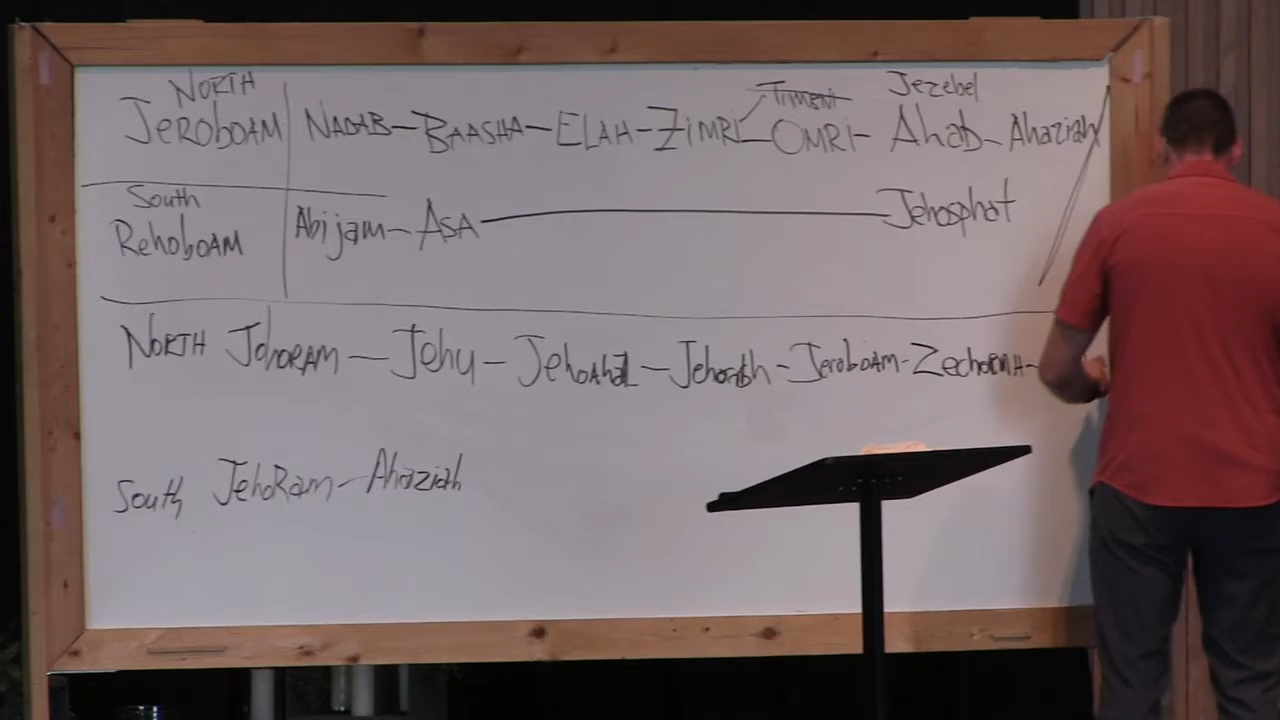 NORTH
JEROBOAM NADAB-BAASHA-ELAH-ZIMRI-OMRI-Ahab-Ahaziah
Jezebel
South
Rehoboam Abijam-ASA—Jehosphat
NORTH JehoRAM-Jehu-JehoAhaz-Jehoash-JeroboAM-ZechoRIAH-
South JehoRam-Ahaziah